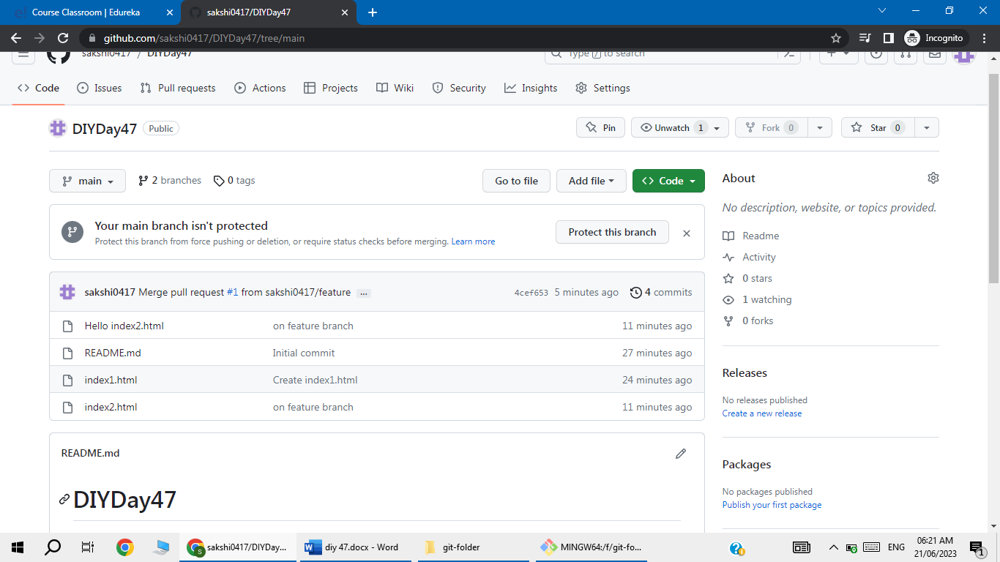 Course Classroom | Edureka
sakshi0417/DIYDay47
github.com/sakshi0417/DIYDay47/tree/main
Incognito
sakshi0417 / DIYDay47
Type / to search
Code Issues Pull requests Actions Projects Wiki Security Insights Settings
DIYDay47 Public
Pin Unwatch 1 Fork 0 Star 0
main 2 branches 0 tags
Go to file Add file Code
Your main branch isn't protected
Protect this branch from force pushing or deletion, or require status checks before merging. Learn more
Protect this branch
sakshi0417 Merge pull request #1 from sakshi0417/feature ... 4cef653 5 minutes ago 4 commits
Hello index2.html on feature branch 11 minutes ago
README.md Initial commit 27 minutes ago
index1.html Create index1.html 24 minutes ago
index2.html on feature branch 11 minutes ago
README.md
DIYDay47
About
No description, website, or topics provided.
Readme
Activity
0 stars
1 watching
0 forks
Releases
No releases published
Create a new release
Packages
No packages published
Publish your first package
sakshi0417/DIYDay... diy 47.docx - Word git-folder MINGW64:/f/git-fo...
ENG
06:21 AM
21/06/2023
1